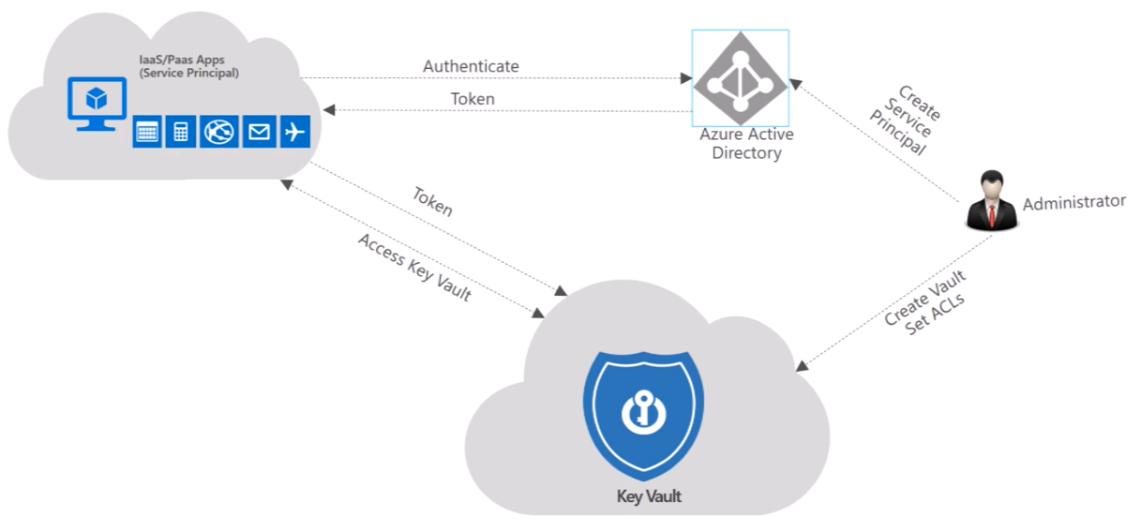 IaaS/Paas Apps
(Service Principal)
Authenticate
Token
Azure Active
Directory
Create
Service
Principal
Administrator
Token
Access Key Vault
Create Vault
Set ACLs
Key Vault